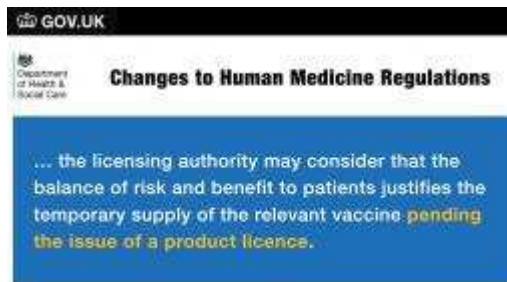 GOV.UK
Department
of Health &
Social Care
Changes to Human Medicine Regulations
... the licensing authority may consider that the
balance of risk and benefit to patients justifies the
temporary supply of the relevant vaccine pending
the issue of a product licence.